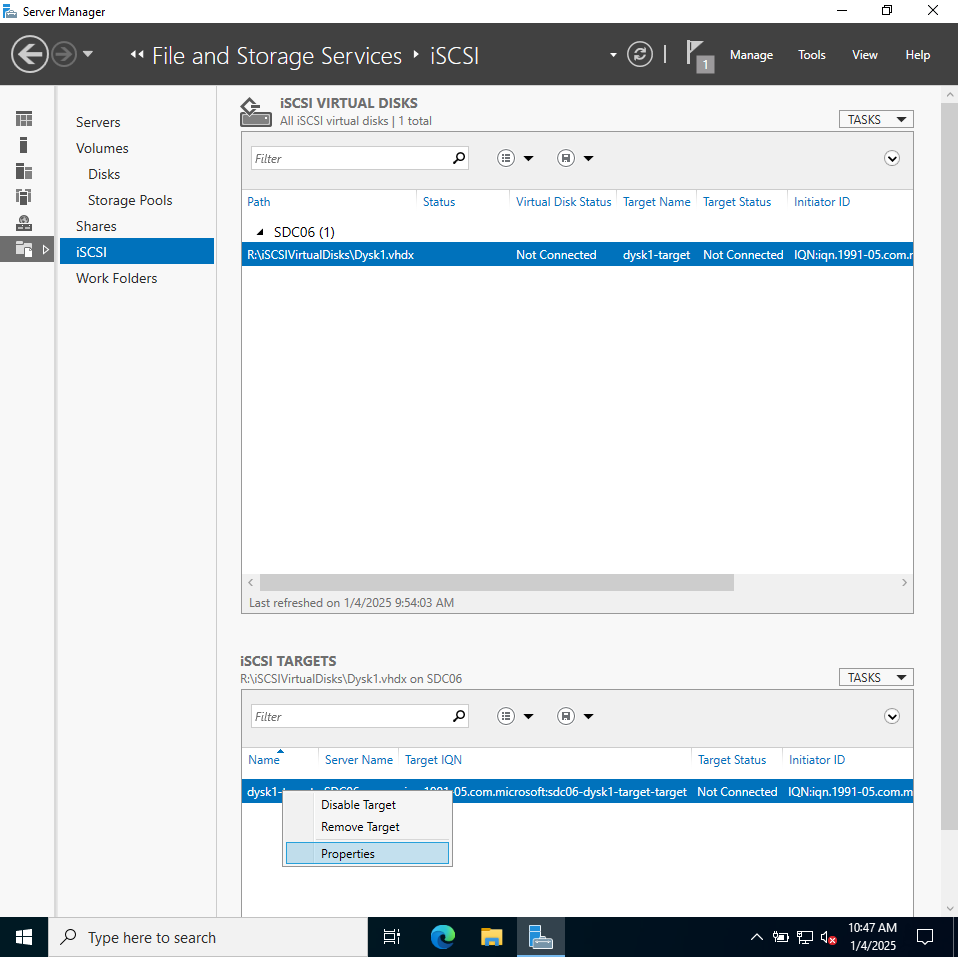 Server Manager
File and Storage Services
iSCSI
1
Manage
Tools
View
Help
Servers
Volumes
Disks
Storage Pools
Shares
iSCSI
Work Folders
iSCSI VIRTUAL DISKS
All iSCSI virtual disks | 1 total
TASKS
Filter
Path Status Virtual Disk Status Target Name Target Status Initiator ID
SDC06 (1)
R:\iSCSIVirtualDisks\Dysk1.vhdx Not Connected dysk1-target Not Connected IQN:iqn.1991-05.com.r
Last refreshed on 1/4/2025 9:54:03 AM
iSCSI TARGETS
R:\iSCSIVirtualDisks\Dysk1.vhdx on SDC06
TASKS
Filter
Name Server Name Target IQN Target Status Initiator ID
1991-05.com.microsoft:sdc06-dysk1-target-target Not Connected IQN:iqn.1991-05.com.m
Disable Target
Remove Target
Properties
Type here to search
10:47 AM
1/4/2025